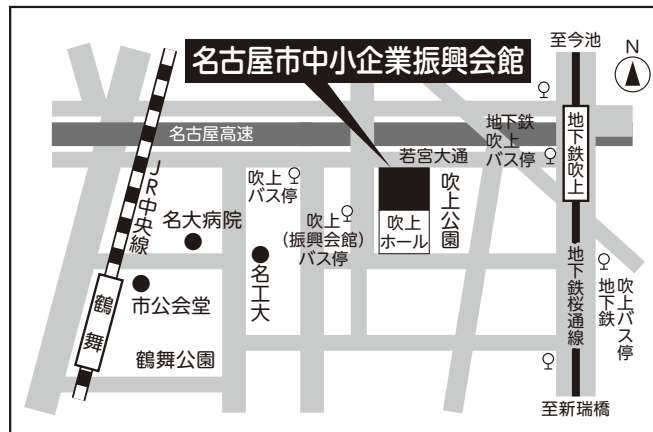 至今池
N
名古屋市中小企業振興会館
名古屋高速
地下鉄
吹上
バス停
地下鉄吹上
若宮大通
JR中央線
吹上
バス停
名大病院
吹上
(振興会館)
バス停
吹上
ホール
吹上公園
名工大
市公会堂
鶴舞
鶴舞公園
地下鉄桜通線
地下鉄
吹上バス停
至新瑞橋